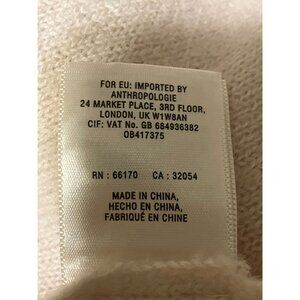 FOR EU: IMPORTED BY
ANTHROPOLOGIE
24 MARKET PLACE, 3RD FLOOR,
LONDON, UK W1W8AN
CIF: VAT No. GB 684936382
OB417375
RN : 66170 CA : 32054
MADE IN CHINA,
HECHO EN CHINA,
FABRIQUÉ EN CHINE